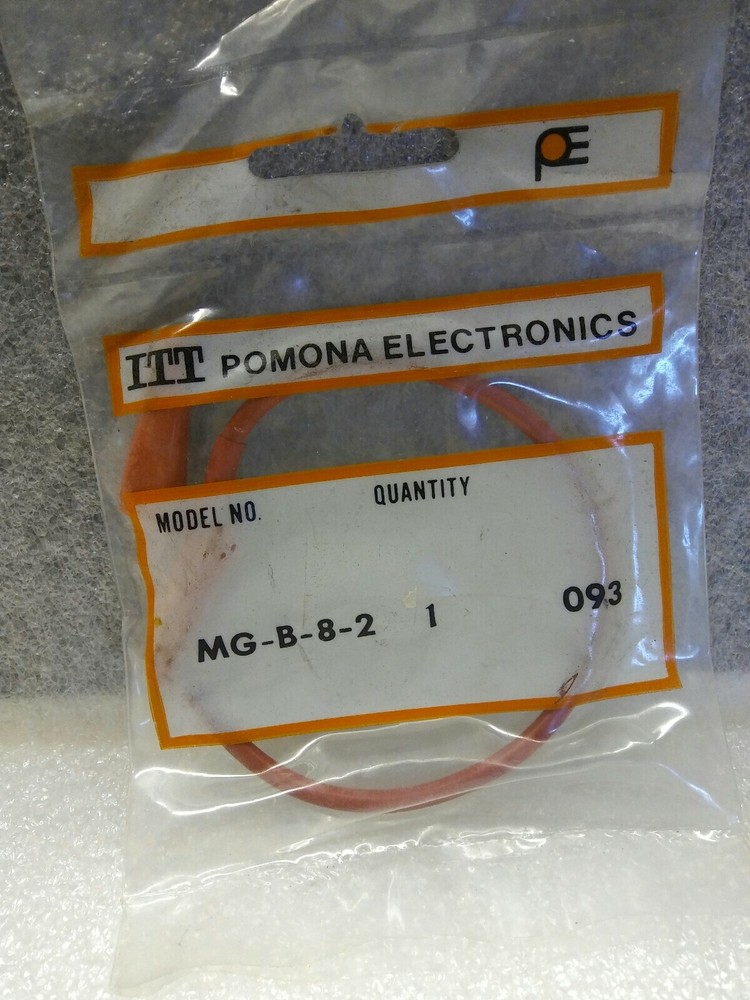 PE
ITT POMONA ELECTRONICS
MODEL NO. QUANTITY
MG-B-8-2 1 093